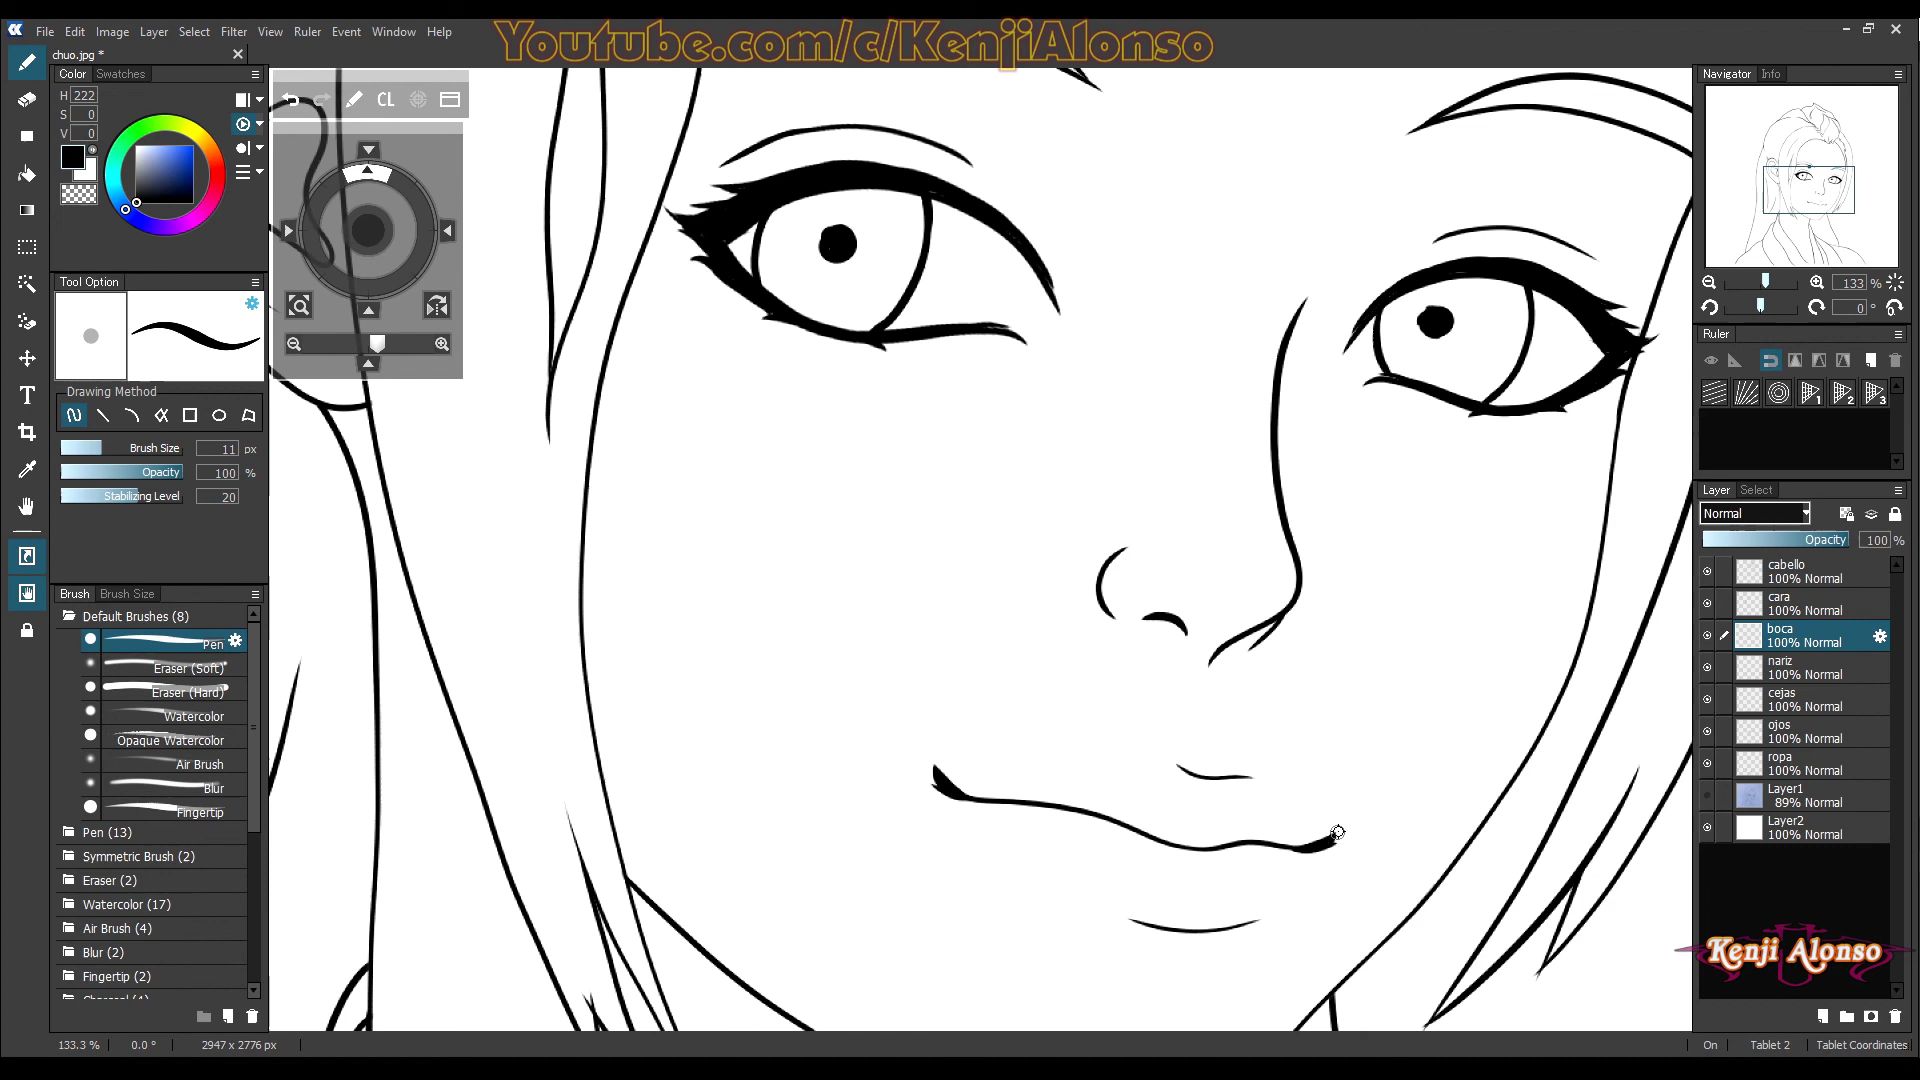 Youtube.com/c/KenjiAlonso
File Edit Image Layer Select Filter View Ruler Event Window Help
chuo.jpg *
Color Swatches
H 222
S 0
V 0
CL
Tool Option
Drawing Method
Brush Size 11 px
Opacity 100 %
Stabilizing Level 20
Brush Brush Size
Default Brushes (8)
Pen
Eraser (Soft)
Eraser (Hard)
Watercolor
Opaque Watercolor
Air Brush
Blur
Fingertip
Pen (13)
Symmetric Brush (2)
Eraser (2)
Watercolor (17)
Air Brush (4)
Blur (2)
Fingertip (2)
Charcoal (4)
133.3 % 0.0 ° 2947 x 2776 px
Navigator Info
133 %
0 °
Ruler
1 2 3
Layer Select
Normal
Opacity 100 %
cabello
100% Normal
cara
100% Normal
boca
100% Normal
nariz
100% Normal
cejas
100% Normal
ojos
100% Normal
ropa
100% Normal
Layer1
89% Normal
Layer2
100% Normal
Kenji Alonso
On Tablet 2 Tablet Coordinates